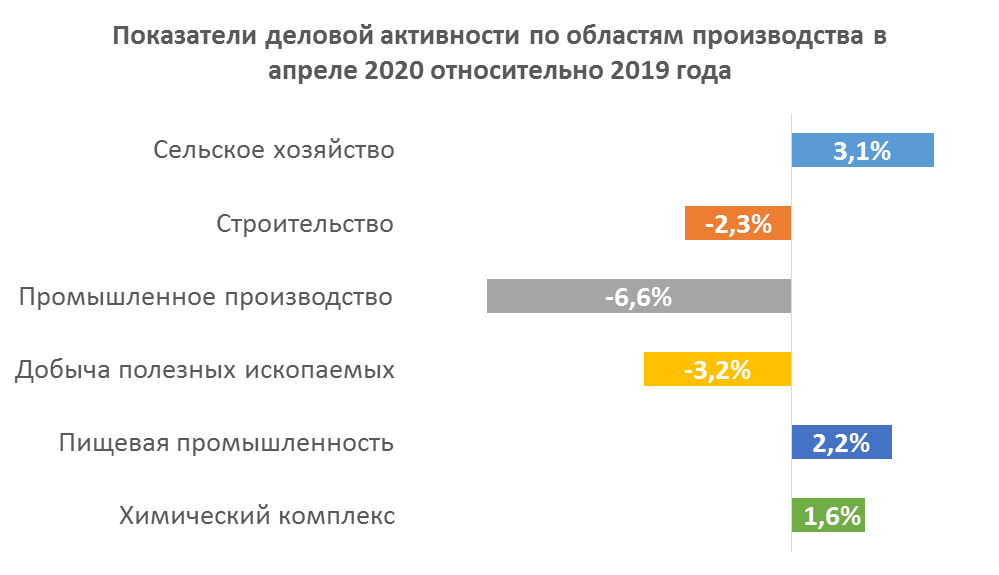 Показатели деловой активности по областям производства в
апреле 2020 относительно 2019 года
Сельское хозяйство
3,1%
Строительство
-2,3%
Промышленное производство
-6,6%
Добыча полезных ископаемых
-3,2%
Пищевая промышленность
2,2%
Химический комплекс
1,6%